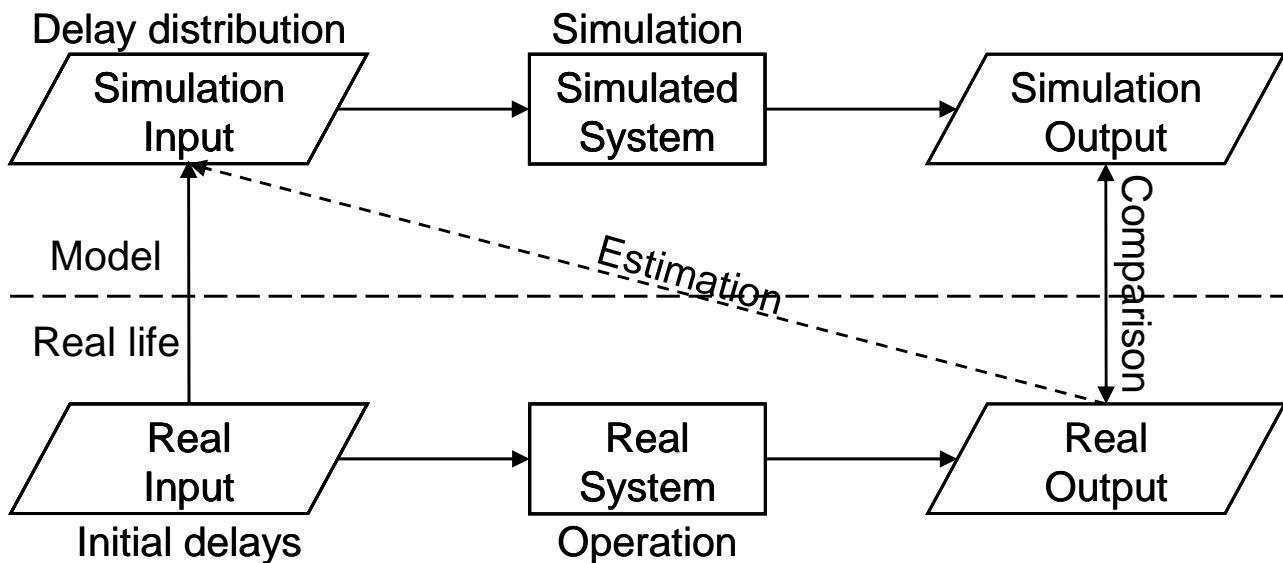 Delay distribution
Simulation
Simulation
Input
Simulated
System
Simulation
Output
Model
Estimation
Comparison
Real life
Real
Input
Real
System
Real
Output
Initial delays
Operation